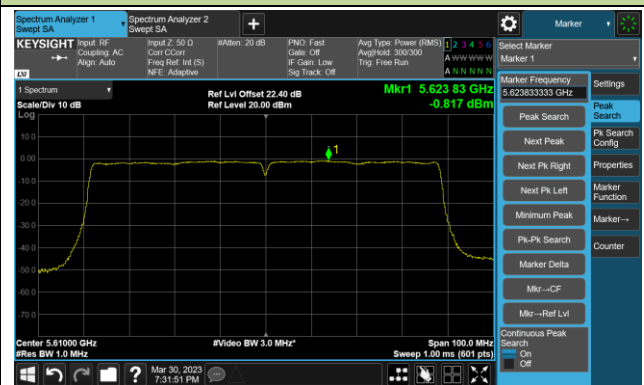 Spectrum Analyzer 1
Swept SA
Spectrum Analyzer 2
Swept SA
+
Marker
KEYSIGHT
Input: RF
Coupling: AC
Align: Auto
Input Z: 50 Ω
Corr CCorr
Freq Ref: Int (S)
NFE: Adaptive
#Atten: 20 dB
PNO: Fast
Gate: Off
IF Gain: Low
Sig Track: Off
Avg Type: Power (RMS)
Avg|Hold: 300/300
Trig: Free Run
1 2 3 4 5 6
A W W W W W
A N N N N N
LXI
Select Marker
Marker 1
1 Spectrum
Scale/Div 10 dB
Log
Ref Lvl Offset 22.40 dB
Ref Level 20.00 dBm
Mkr1 5.623 83 GHz
-0.817 dBm
1
10.0
0.00
-10.0
-20.0
-30.0
-40.0
-50.0
-60.0
-70.0
Center 5.61000 GHz
#Res BW 1.0 MHz
#Video BW 3.0 MHz*
Span 100.0 MHz
Sweep 1.00 ms (601 pts)
Marker Frequency
5.623833333 GHz
Peak Search
Next Peak
Next Pk Right
Next Pk Left
Minimum Peak
Pk-Pk Search
Marker Delta
Mkr→CF
Mkr→Ref Lvl
Continuous Peak
Search
On
Off
Settings
Peak
Search
Pk Search
Config
Properties
Marker
Function
Marker→
Counter
?
Mar 30, 2023
7:31:51 PM